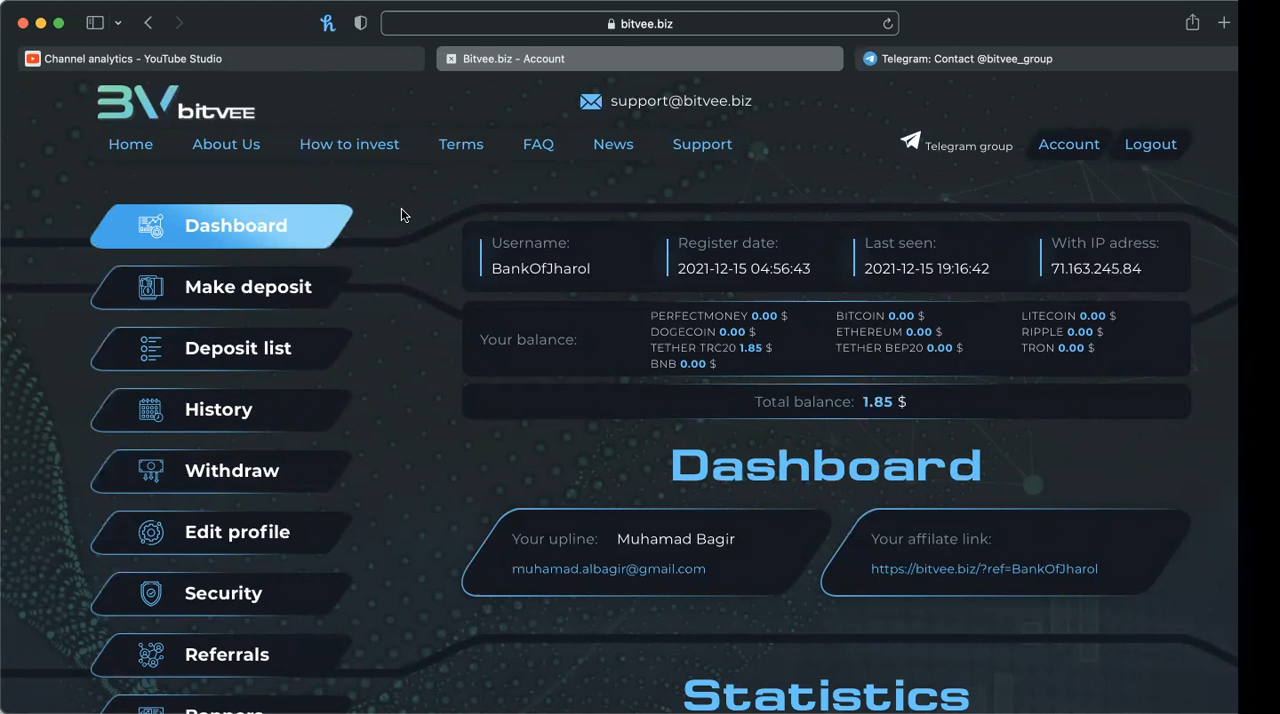 bitvee.biz
Channel analytics - YouTube Studio
Bitvee.biz - Account
Telegram: Contact @bitvee_group
BV bitvee
support@bitvee.biz
Home About Us How to invest Terms FAQ News Support
Telegram group
Account Logout
Dashboard
Make deposit
Deposit list
History
Withdraw
Edit profile
Security
Referrals
Banners
Username:
BankOfJharol
Register date:
2021-12-15 04:56:43
Last seen:
2021-12-15 19:16:42
With IP adress:
71.163.245.84
Your balance:
PERFECTMONEY 0.00 $
DOGECOIN 0.00 $
TETHER TRC20 1.85 $
BNB 0.00 $
BITCOIN 0.00 $
ETHEREUM 0.00 $
TETHER BEP20 0.00 $
LITECOIN 0.00 $
RIPPLE 0.00 $
TRON 0.00 $
Total balance: 1.85 $
Dashboard
Your upline: Muhamad Bagir
muhamad.albagir@gmail.com
Your affiliate link:
https://bitvee.biz/?ref=BankOfJharol
Statistics